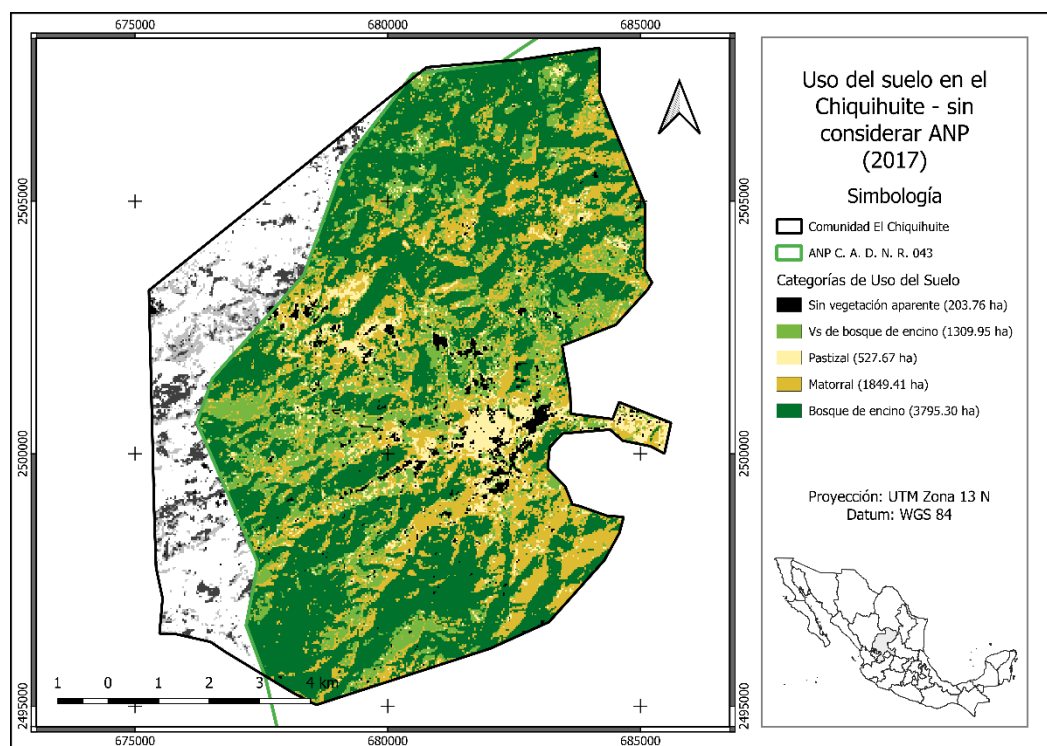 675000 680000 685000
2505000 2505000
2500000 2500000
2495000 2495000
675000 680000 685000
1 0 1 2 3 4 km
Uso del suelo en el
Chiquihuite - sin
considerar ANP
(2017)
Simbología
Comunidad El Chiquihuite
ANP C. A. D. N. R. 043
Categorías de Uso del Suelo
Sin vegetación aparente (203.76 ha)
Vs de bosque de encino (1309.95 ha)
Pastizal (527.67 ha)
Matorral (1849.41 ha)
Bosque de encino (3795.30 ha)
Proyección: UTM Zona 13 N
Datum: WGS 84